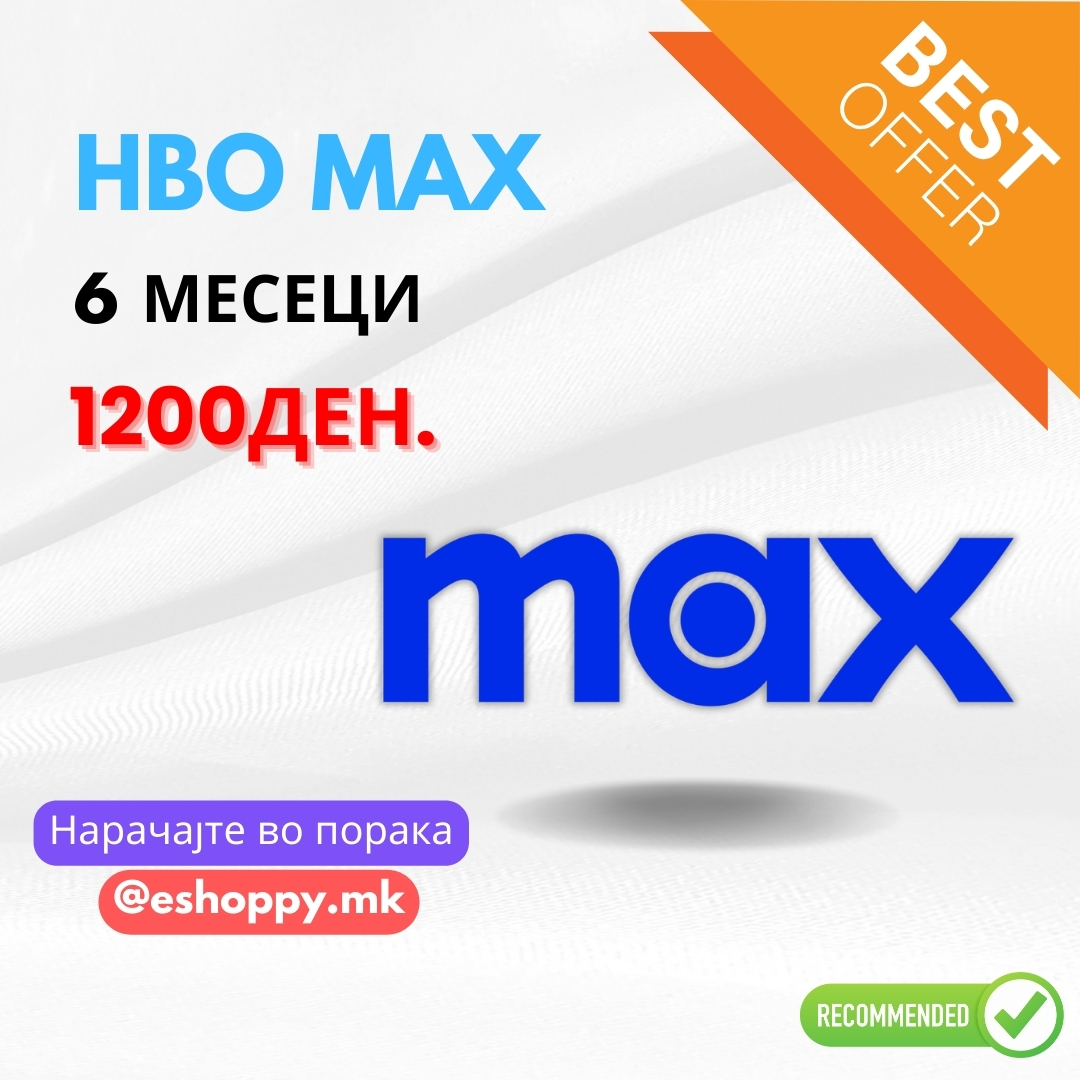 BEST
OFFER
HBO MAX
6 МЕСЕЦИ
1200ДЕН.
max
Нарачајте во порака
@eshoppy.mk
RECOMMENDED